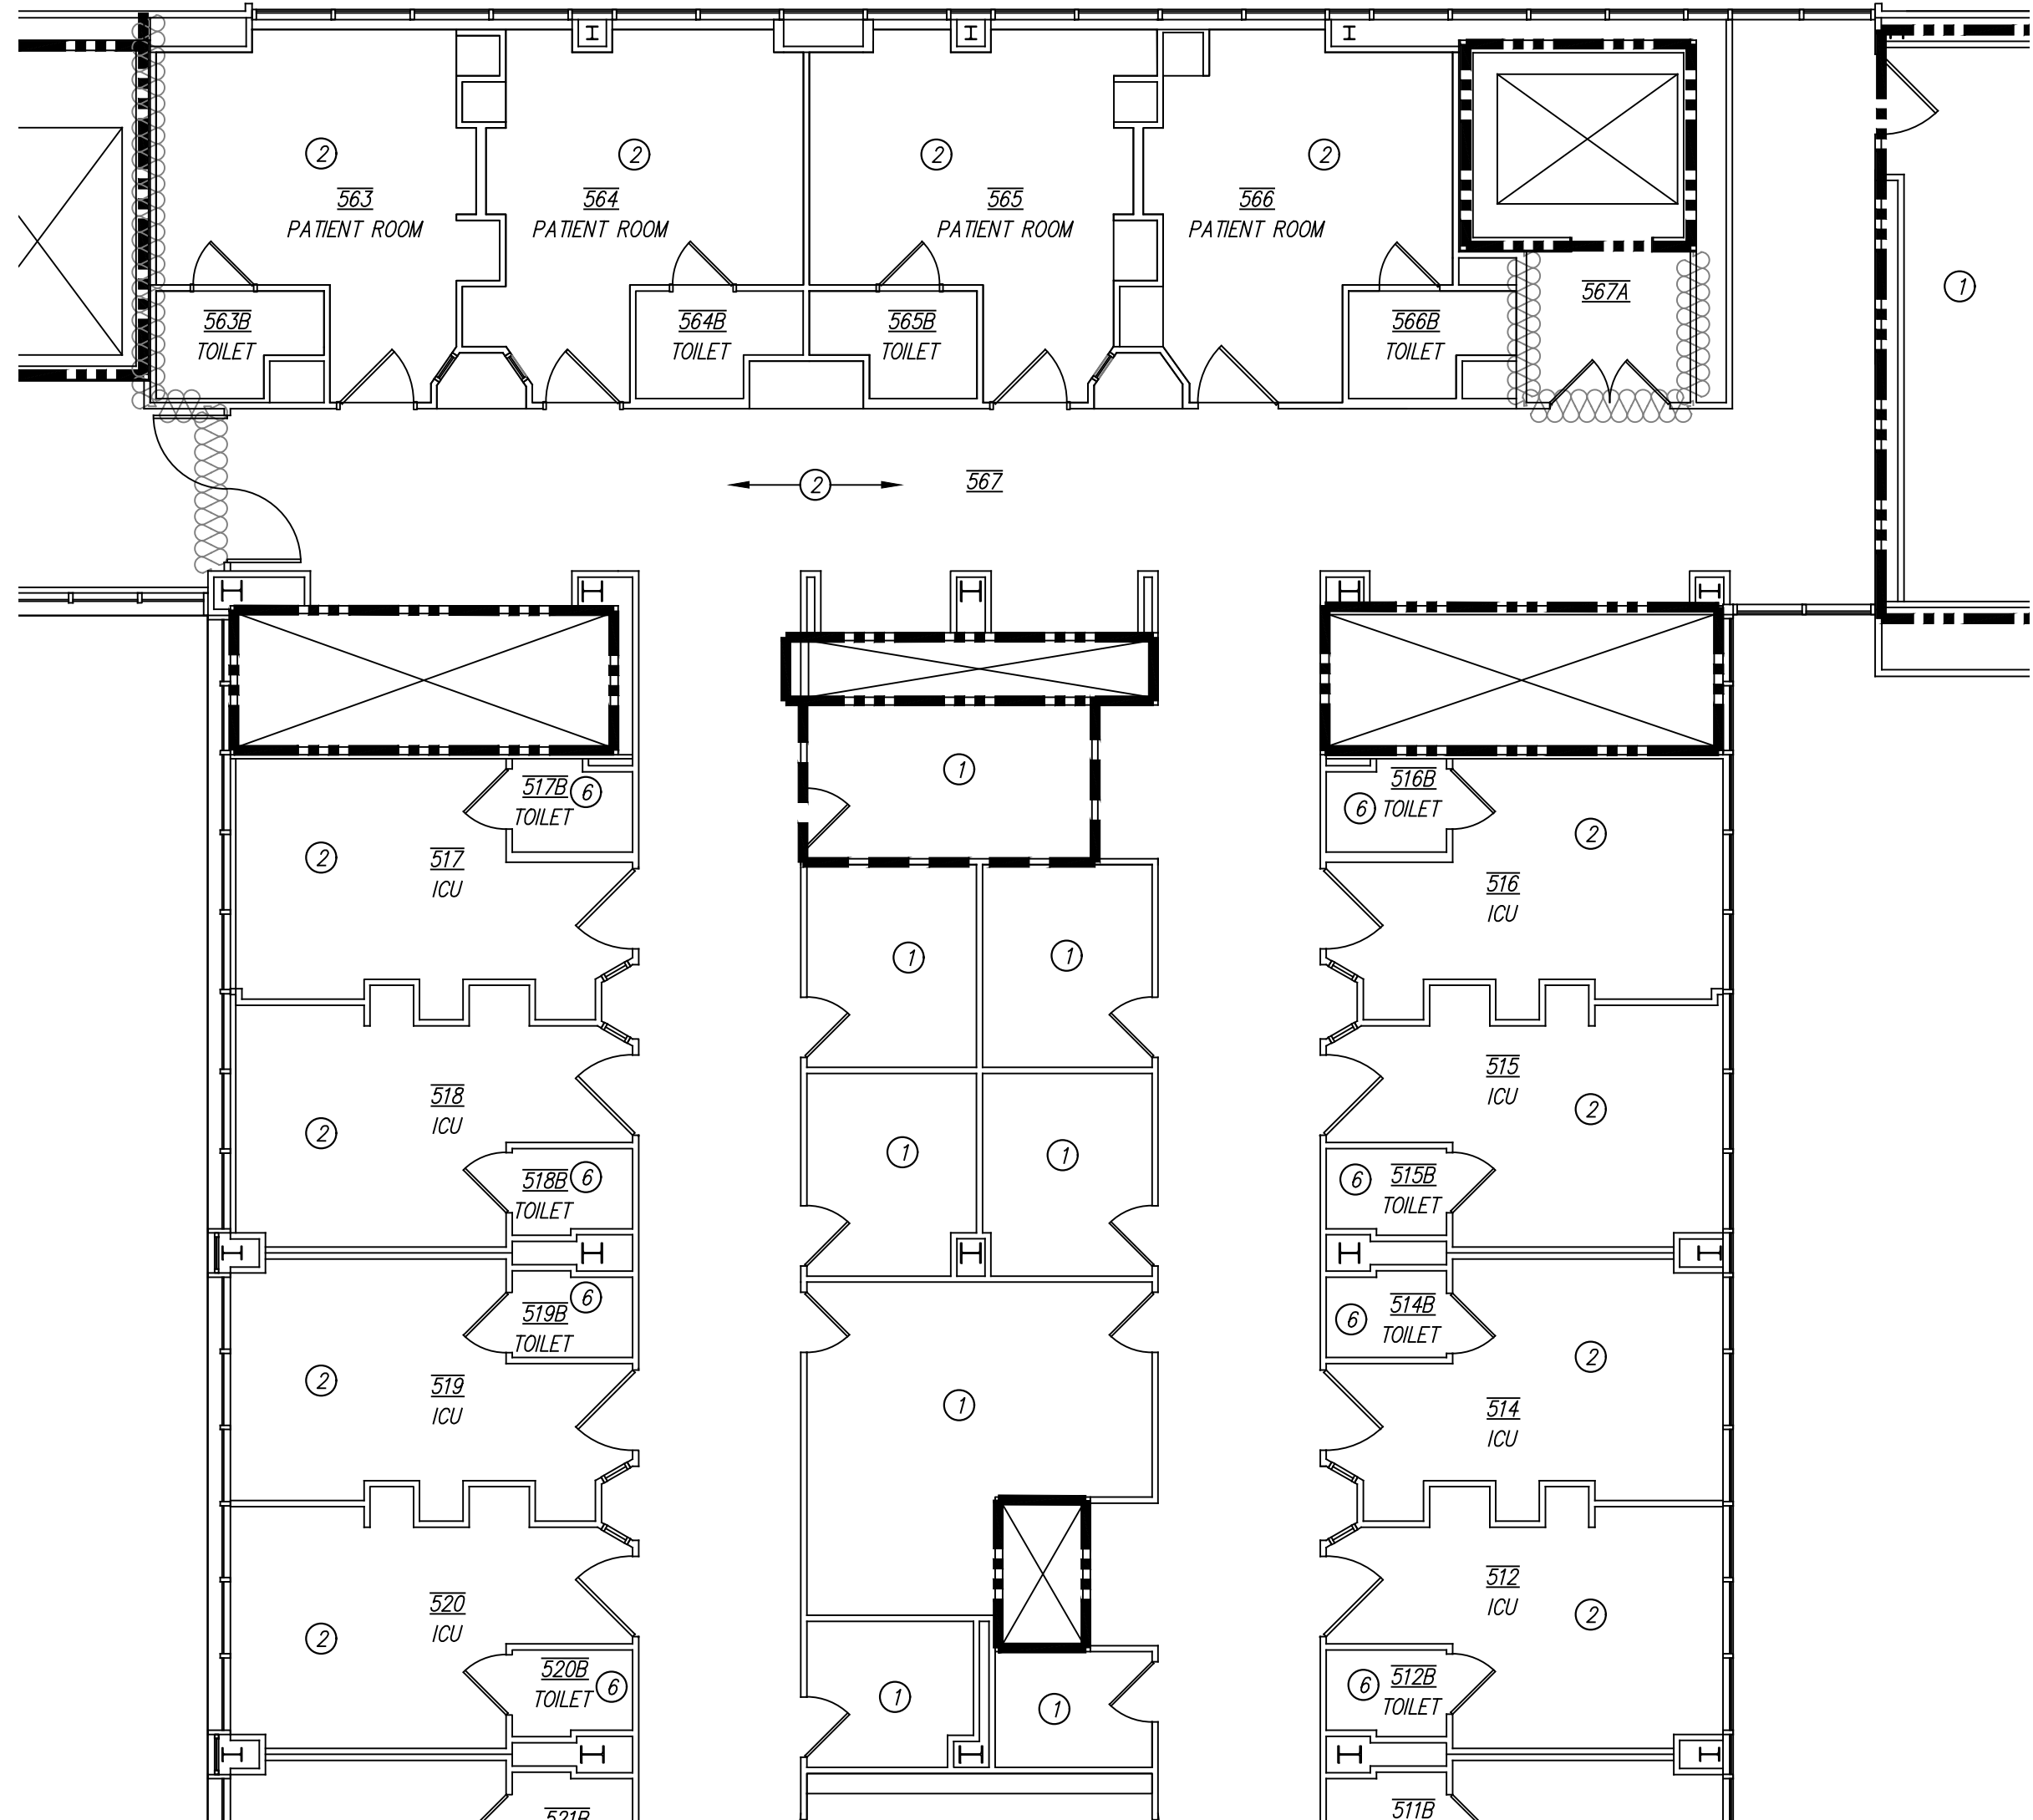 2
2
2
2
563
PATIENT ROOM
564
PATIENT ROOM
565
PATIENT ROOM
566
PATIENT ROOM
567A
1
563B
TOILET
564B
TOILET
565B
TOILET
566B
TOILET
2
567
1
517B
TOILET
6
516B
TOILET
6
2
517
ICU
2
516
ICU
1
1
518
ICU
2
515
ICU
2
1
1
518B
TOILET
6
6
515B
TOILET
519B
TOILET
6
6
514B
TOILET
2
519
ICU
1
2
514
ICU
520
ICU
2
512
ICU
2
520B
TOILET
6
1
1
6
512B
TOILET
521B
511B